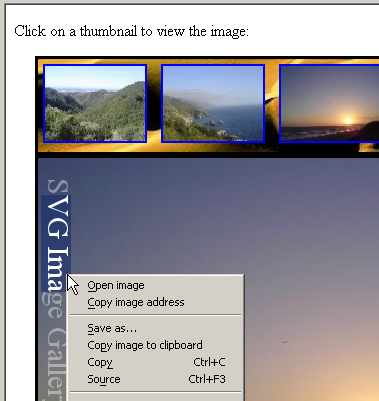 Click on a thumbnail to view the image:
SVG Image Gallery
Open image
Copy image address
Save as...
Copy image to clipboard
Copy Ctrl+C
Source Ctrl+F3